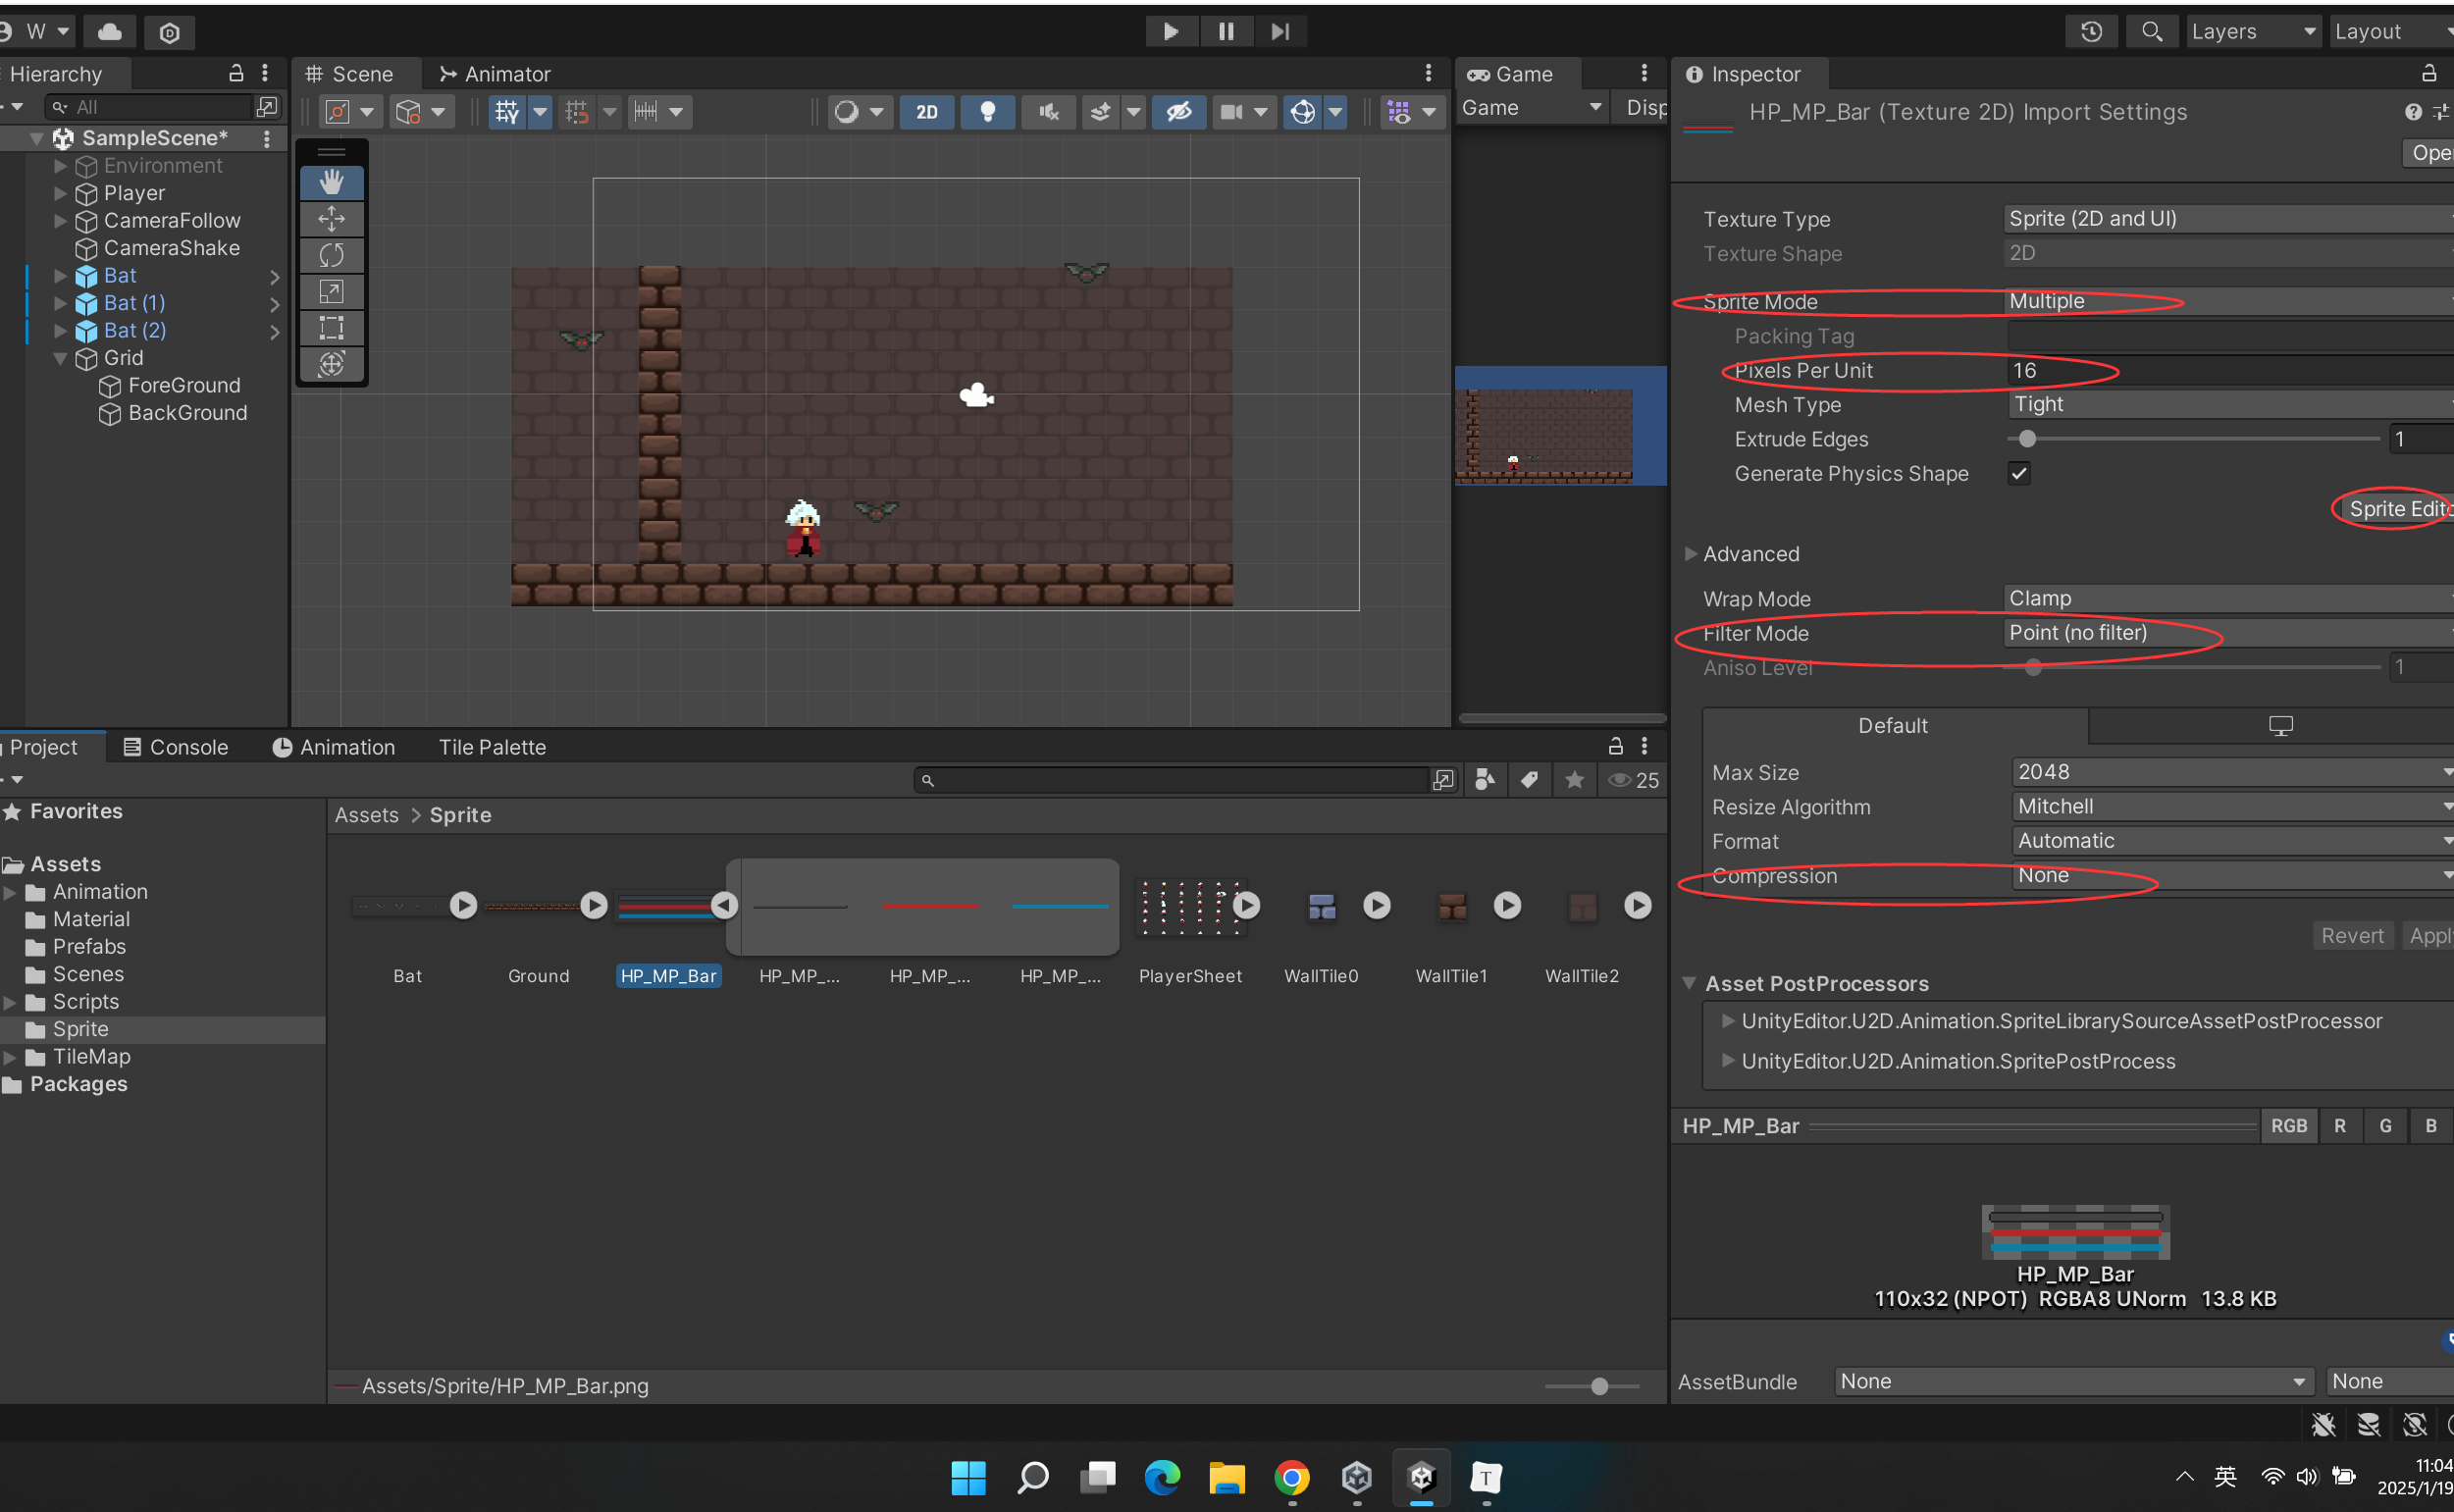 W
Layers
Layout
Hierarchy
All
SampleScene*
Environment
Player
CameraFollow
CameraShake
Bat
Bat (1)
Bat (2)
Grid
ForeGround
BackGround
Scene
Animator
2D
Game
Game
Disp
Inspector
HP_MP_Bar (Texture 2D) Import Settings
Open
Texture Type
Sprite (2D and UI)
Texture Shape
2D
Sprite Mode
Multiple
Packing Tag
Pixels Per Unit
16
Mesh Type
Tight
Extrude Edges
1
Generate Physics Shape
Sprite Edito
Advanced
Wrap Mode
Clamp
Filter Mode
Point (no filter)
Aniso Level
1
Default
Max Size
2048
Resize Algorithm
Mitchell
Format
Automatic
Compression
None
Revert
Apply
Asset PostProcessors
UnityEditor.U2D.Animation.SpriteLibrarySourceAssetPostProcessor
UnityEditor.U2D.Animation.SpritePostProcess
HP_MP_Bar
RGB
R
G
B
HP_MP_Bar
110x32 (NPOT) RGBA8 UNorm 13.8 KB
AssetBundle
None
None
Project
Console
Animation
Tile Palette
25
Favorites
Assets
Animation
Material
Prefabs
Scenes
Scripts
Sprite
TileMap
Packages
Assets > Sprite
Bat
Ground
HP_MP_Bar
HP_MP_...
HP_MP_...
HP_MP_...
PlayerSheet
WallTile0
WallTile1
WallTile2
Assets/Sprite/HP_MP_Bar.png
T
英
11:04
2025/1/19